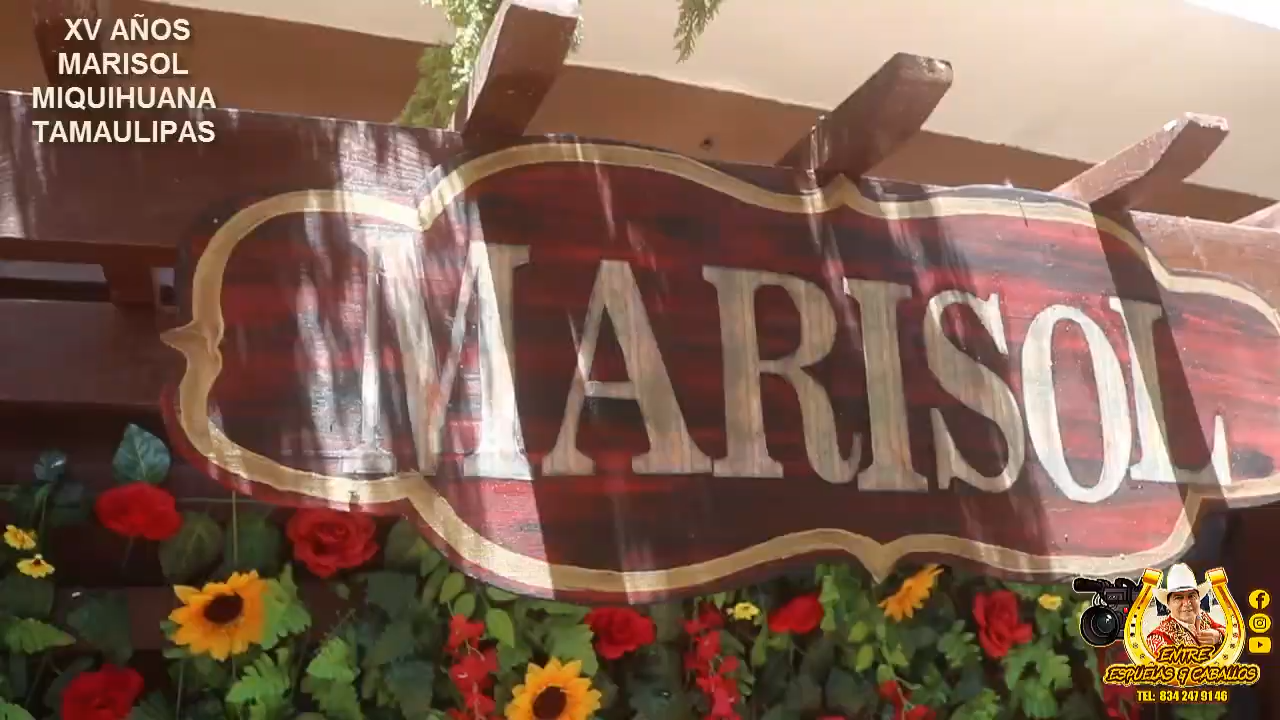 XV AÑOS
MARISOL
MIQUIHUANA
TAMAULIPAS
MARISOL
ENTRE
ESPUELAS Y CABALLOS
TEL: 834 247 91 46